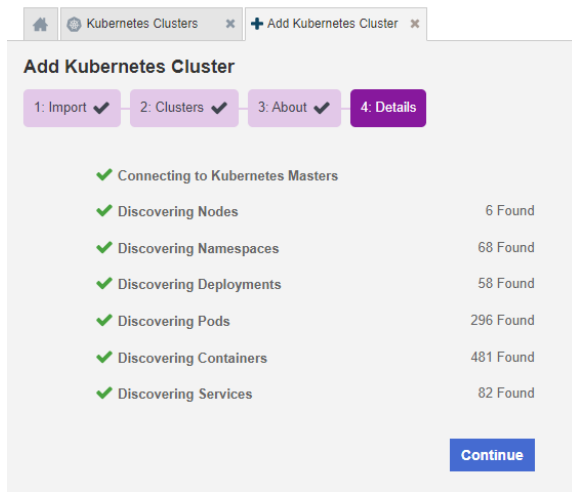 Kubernetes Clusters
Add Kubernetes Cluster
Add Kubernetes Cluster
1: Import
2: Clusters
3: About
4: Details
Connecting to Kubernetes Masters
Discovering Nodes 6 Found
Discovering Namespaces 68 Found
Discovering Deployments 58 Found
Discovering Pods 296 Found
Discovering Containers 481 Found
Discovering Services 82 Found
Continue